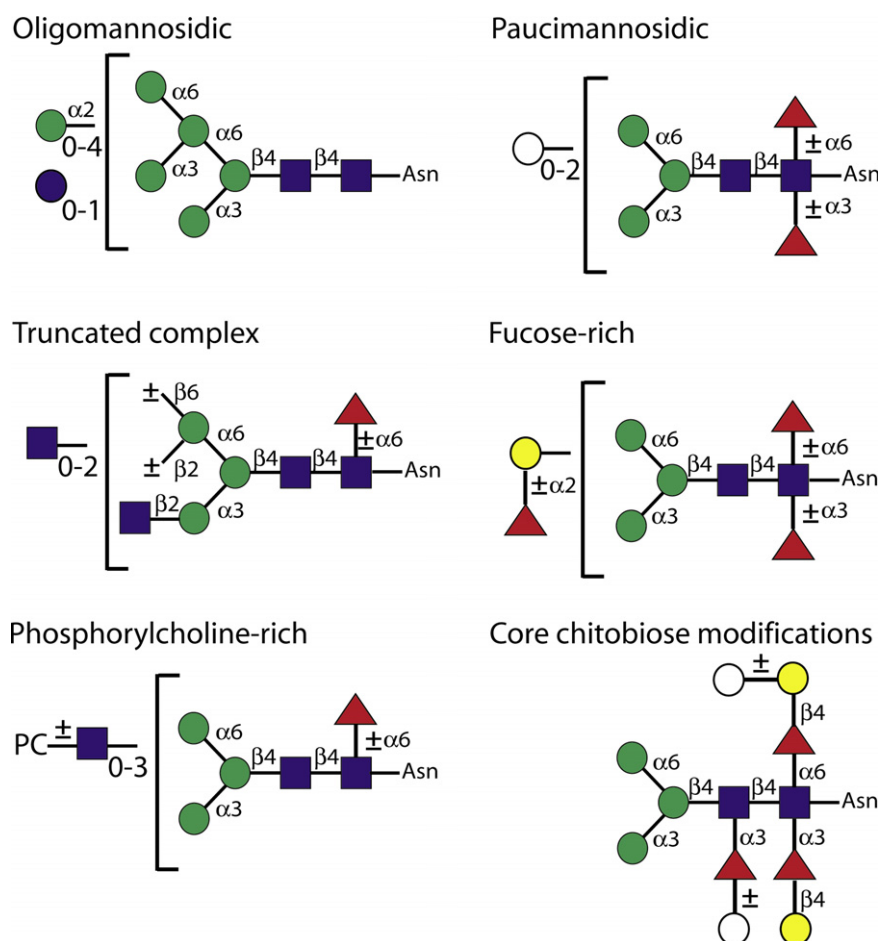 Oligomannosidic
α2
0-4
0-1
α6
α6
α3
α3
β4
β4
Asn
Paucimannosidic
0-2
α6
α3
β4
β4
±α6
±α3
Asn
Truncated complex
0-2
±
β6
±
β2
α6
β2
α3
β4
β4
±α6
Asn
Fucose-rich
±α2
α6
α3
β4
β4
±α6
±α3
Asn
Phosphorylcholine-rich
PC
±
0-3
α6
α3
β4
β4
±α6
Asn
Core chitobiose modifications
±
β4
α6
α6
α3
β4
β4
Asn
α3
α3
±
β4